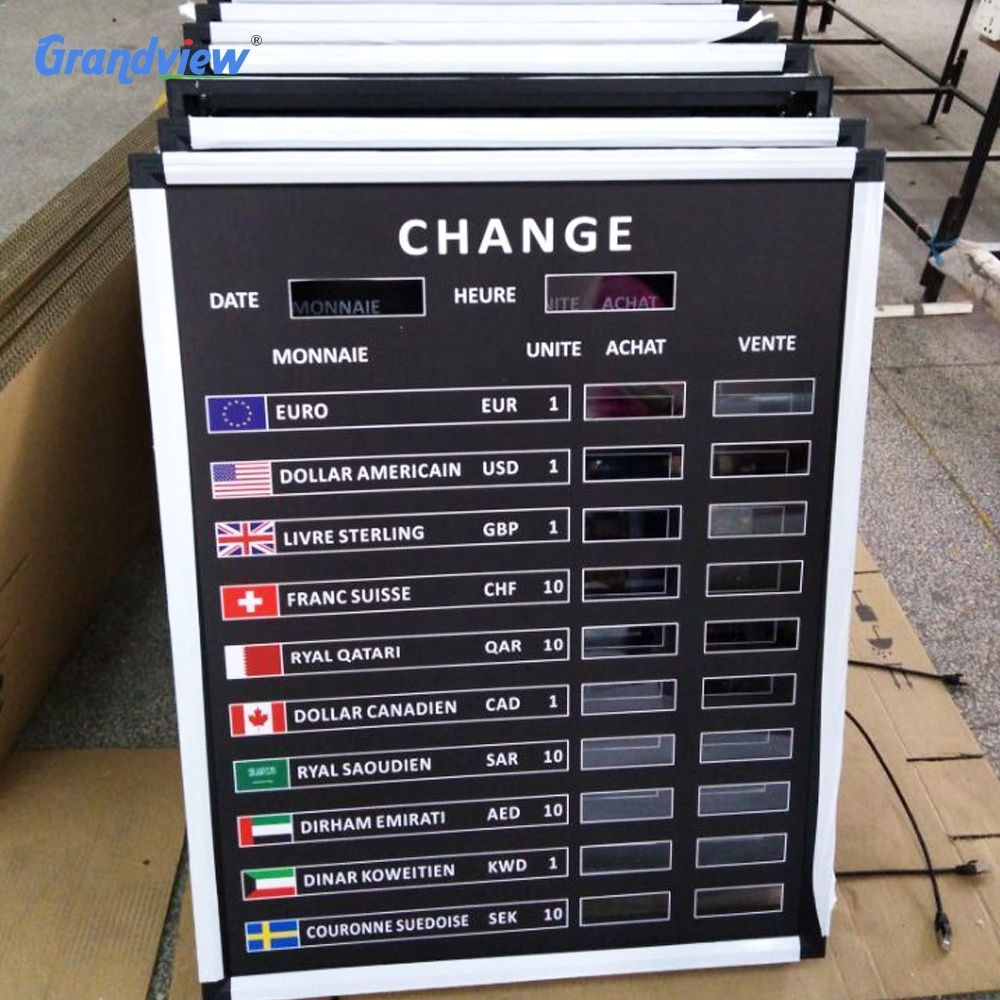 Grandview®
CHANGE
DATE MONNAIE HEURE ACHAT
MONNAIE UNITE ACHAT VENTE
EURO EUR 1
DOLLAR AMERICAIN USD 1
LIVRE STERLING GBP 1
FRANC SUISSE CHF 10
RYAL QATARI QAR 10
DOLLAR CANADIEN CAD 1
RYAL SAOUDIEN SAR 10
DIRHAM EMIRATI AED 10
DINAR KOWEITIEN KWD 1
COURONNE SUEDOISE SEK 10